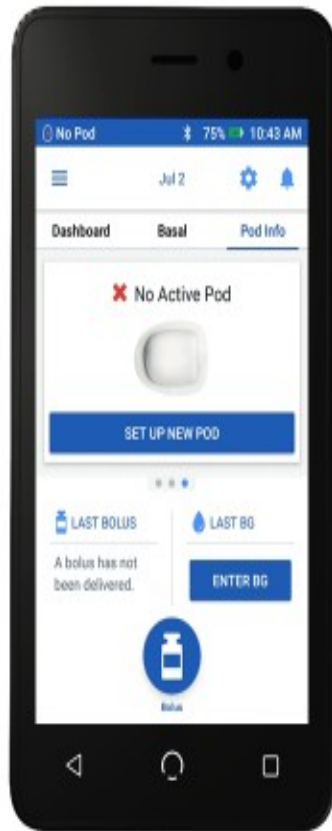 No Pod 75% 10:43 AM
Jul 2
Dashboard Basal Pod Info
No Active Pod
SET UP NEW POD
LAST BOLUS
A bolus has not
been delivered.
LAST BG
ENTER BG
Bolus